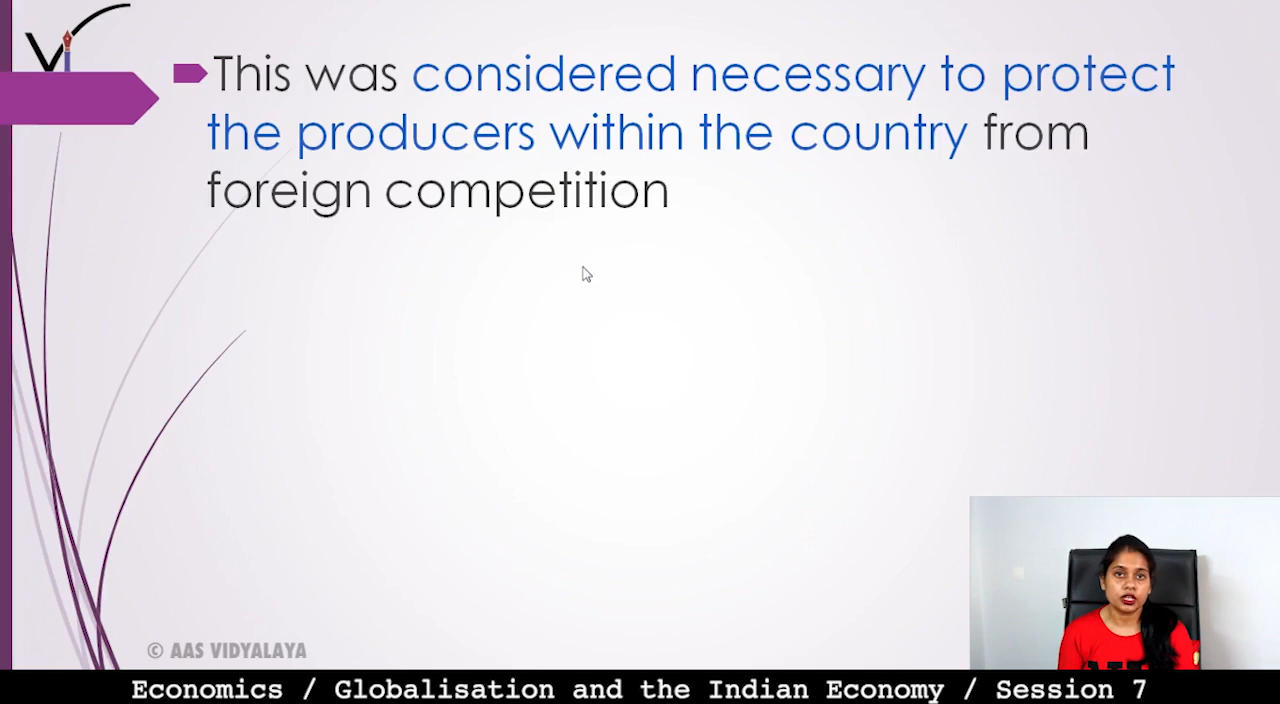 This was considered necessary to protect
the producers within the country from
foreign competition
© AAS VIDYALAYA
Economics / Globalisation and the Indian Economy / Session 7